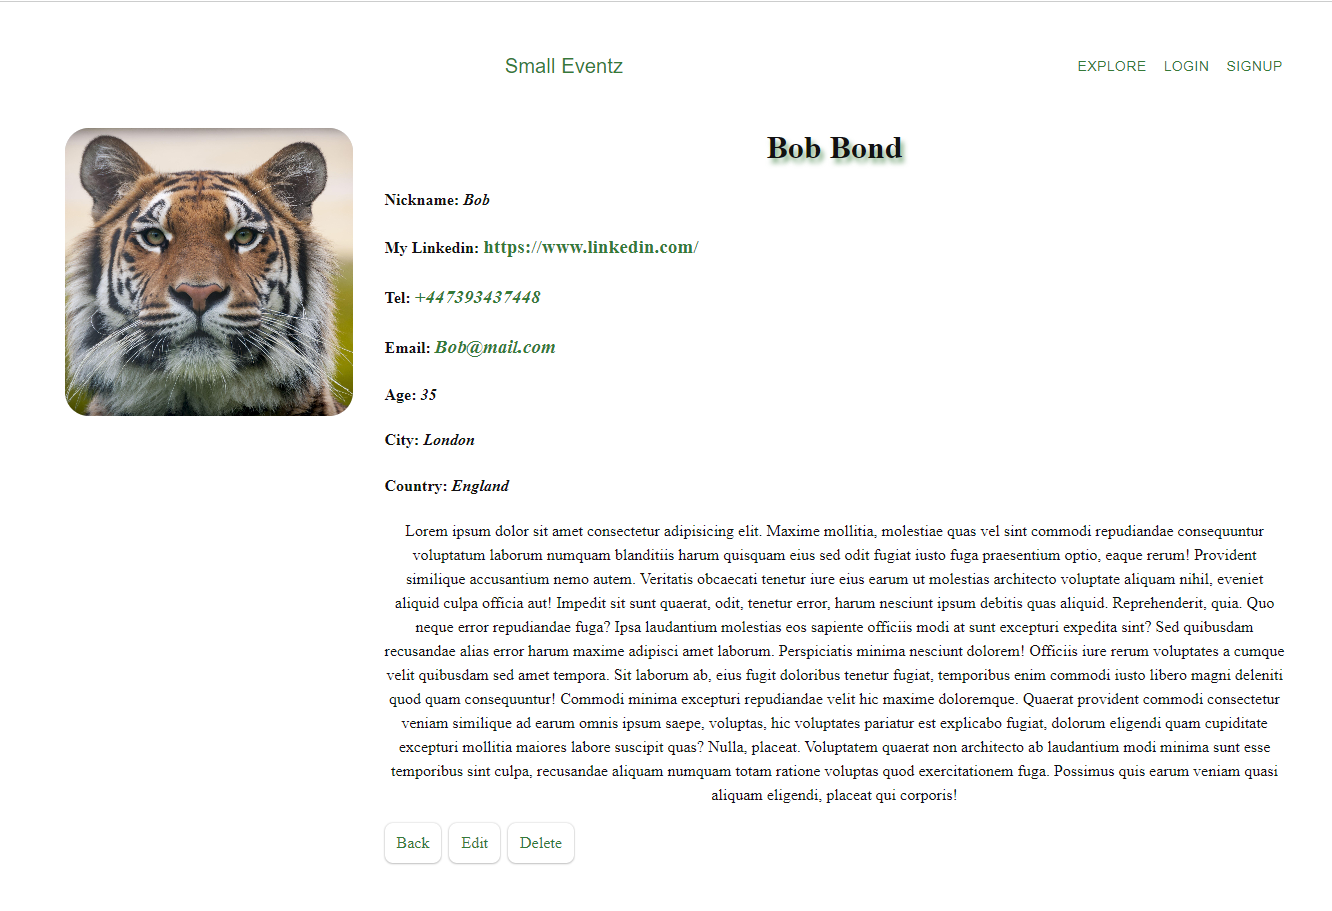 Small Eventz
EXPLORE LOGIN SIGNUP
Bob Bond
Nickname: Bob
My Linkedin: https://www.linkedin.com/
Tel: +447393437448
Email: Bob@mail.com
Age: 35
City: London
Country: England
Lorem ipsum dolor sit amet consectetur adipisicing elit. Maxime mollitia, molestiae quas vel sint commodi repudiandae consequuntur
voluptatum laborum numquam blanditiis harum quisquam eius sed odit fugiat iusto fuga praesentium optio, eaque rerum! Provident
similique accusantium nemo autem. Veritatis obcaecati tenetur iure eius earum ut molestias architecto voluptate aliquam nihil, eveniet
aliquid culpa officia aut! Impedit sit sunt quaerat, odit, tenetur error, harum nesciunt ipsum debitis quas aliquid. Reprehenderit, quia. Quo
neque error repudiandae fuga? Ipsa laudantium molestias eos sapiente officiis modi at sunt excepturi expedita sint? Sed quibusdam
recusandae alias error harum maxime adipisci amet laborum. Perspiciatis minima nesciunt dolorem! Officiis iure rerum voluptates a cumque
velit quibusdam sed amet tempora. Sit laborum ab, eius fugit doloribus tenetur fugiat, temporibus enim commodi iusto libero magni deleniti
quod quam consequuntur! Commodi minima excepturi repudiandae velit hic maxime doloremque. Quaerat provident commodi consectetur
veniam similique ad earum omnis ipsum saepe, voluptas, hic voluptates pariatur est explicabo fugiat, dolorum eligendi quam cupiditate
excepturi mollitia maiores labore suscipit quas? Nulla, placeat. Voluptatem quaerat non architecto ab laudantium modi minima sunt esse
temporibus sint culpa, recusandae aliquam numquam totam ratione voluptas quod exercitationem fuga. Possimus quis earum veniam quasi
aliquam eligendi, placeat qui corporis!
Back Edit Delete